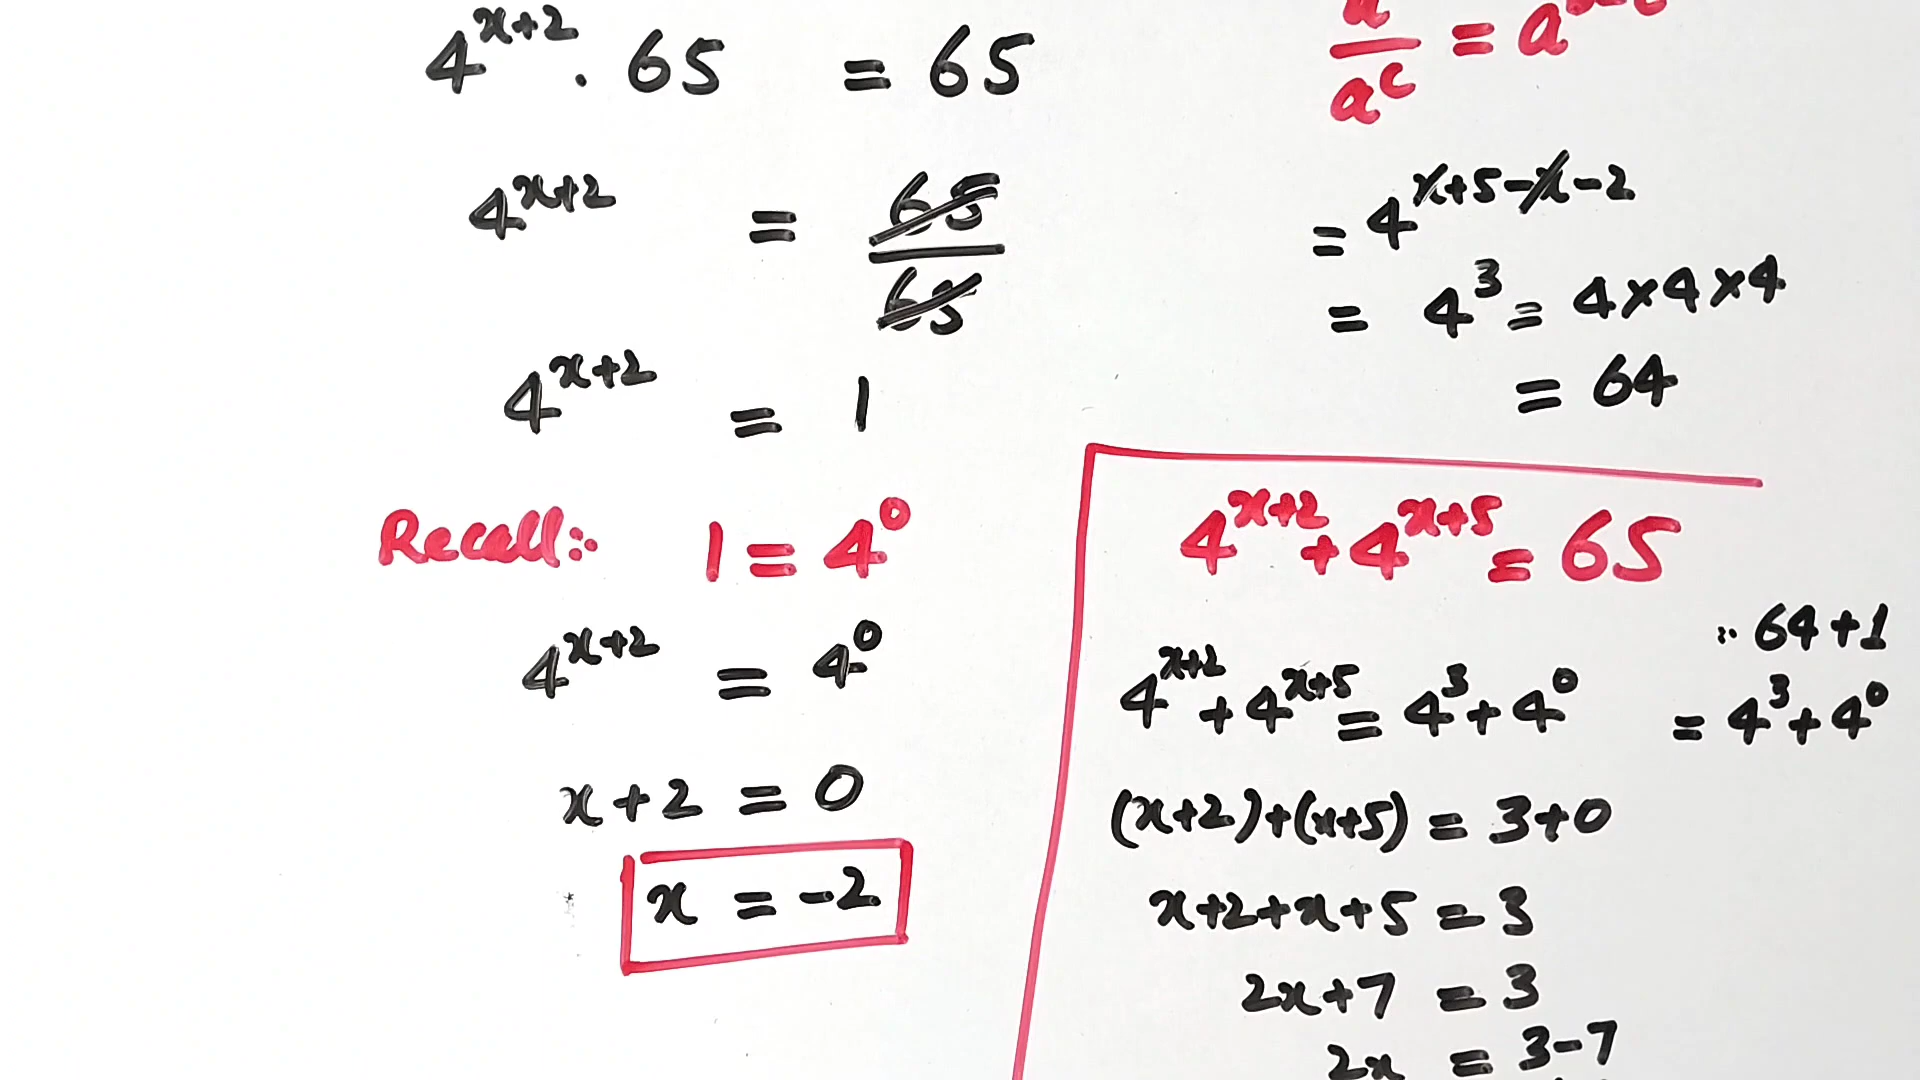 4^{x+2} . 65 = 65
4^{x+2} = 65/65
4^{x+2} = 1
Recall:- 1 = 4^0
4^{x+2} = 4^0
x+2 = 0
x = -2
/a^c = a
= 4^{x+5-x-2}
= 4^3 = 4×4×4
= 64
4^{x+2} + 4^{x+5} = 65
:· 64+1
4^{x+2} + 4^{x+5} = 4^3 + 4^0
= 4^3 + 4^0
(x+2)+(x+5) = 3+0
x+2+x+5 = 3
2x+7 = 3
2x = 3-7